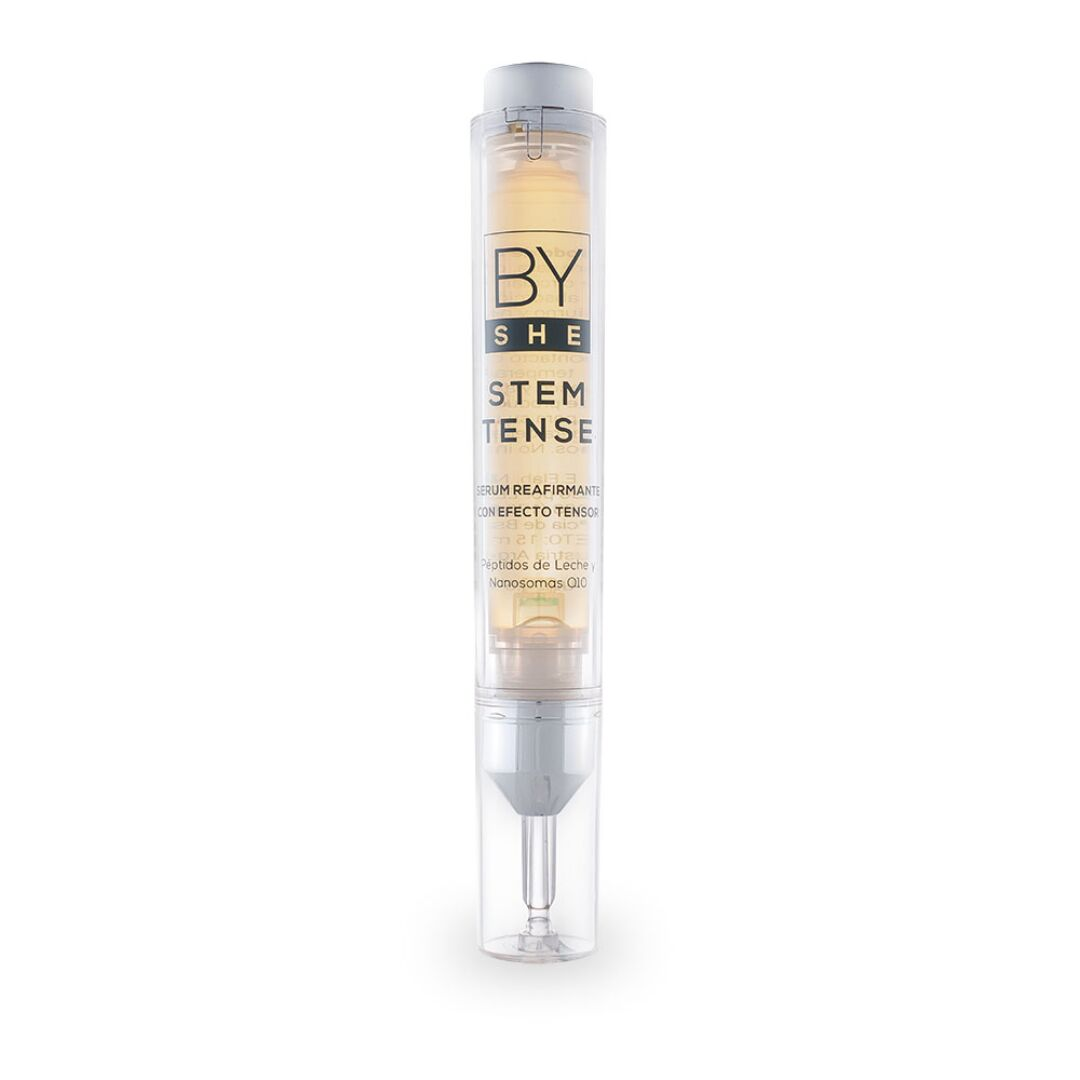 BY
SHE
STEM
TENSE
SERUM REAFIRMANTE
CON EFECTO TENSOR
Péptidos de Leche y
Nanosomas Q10